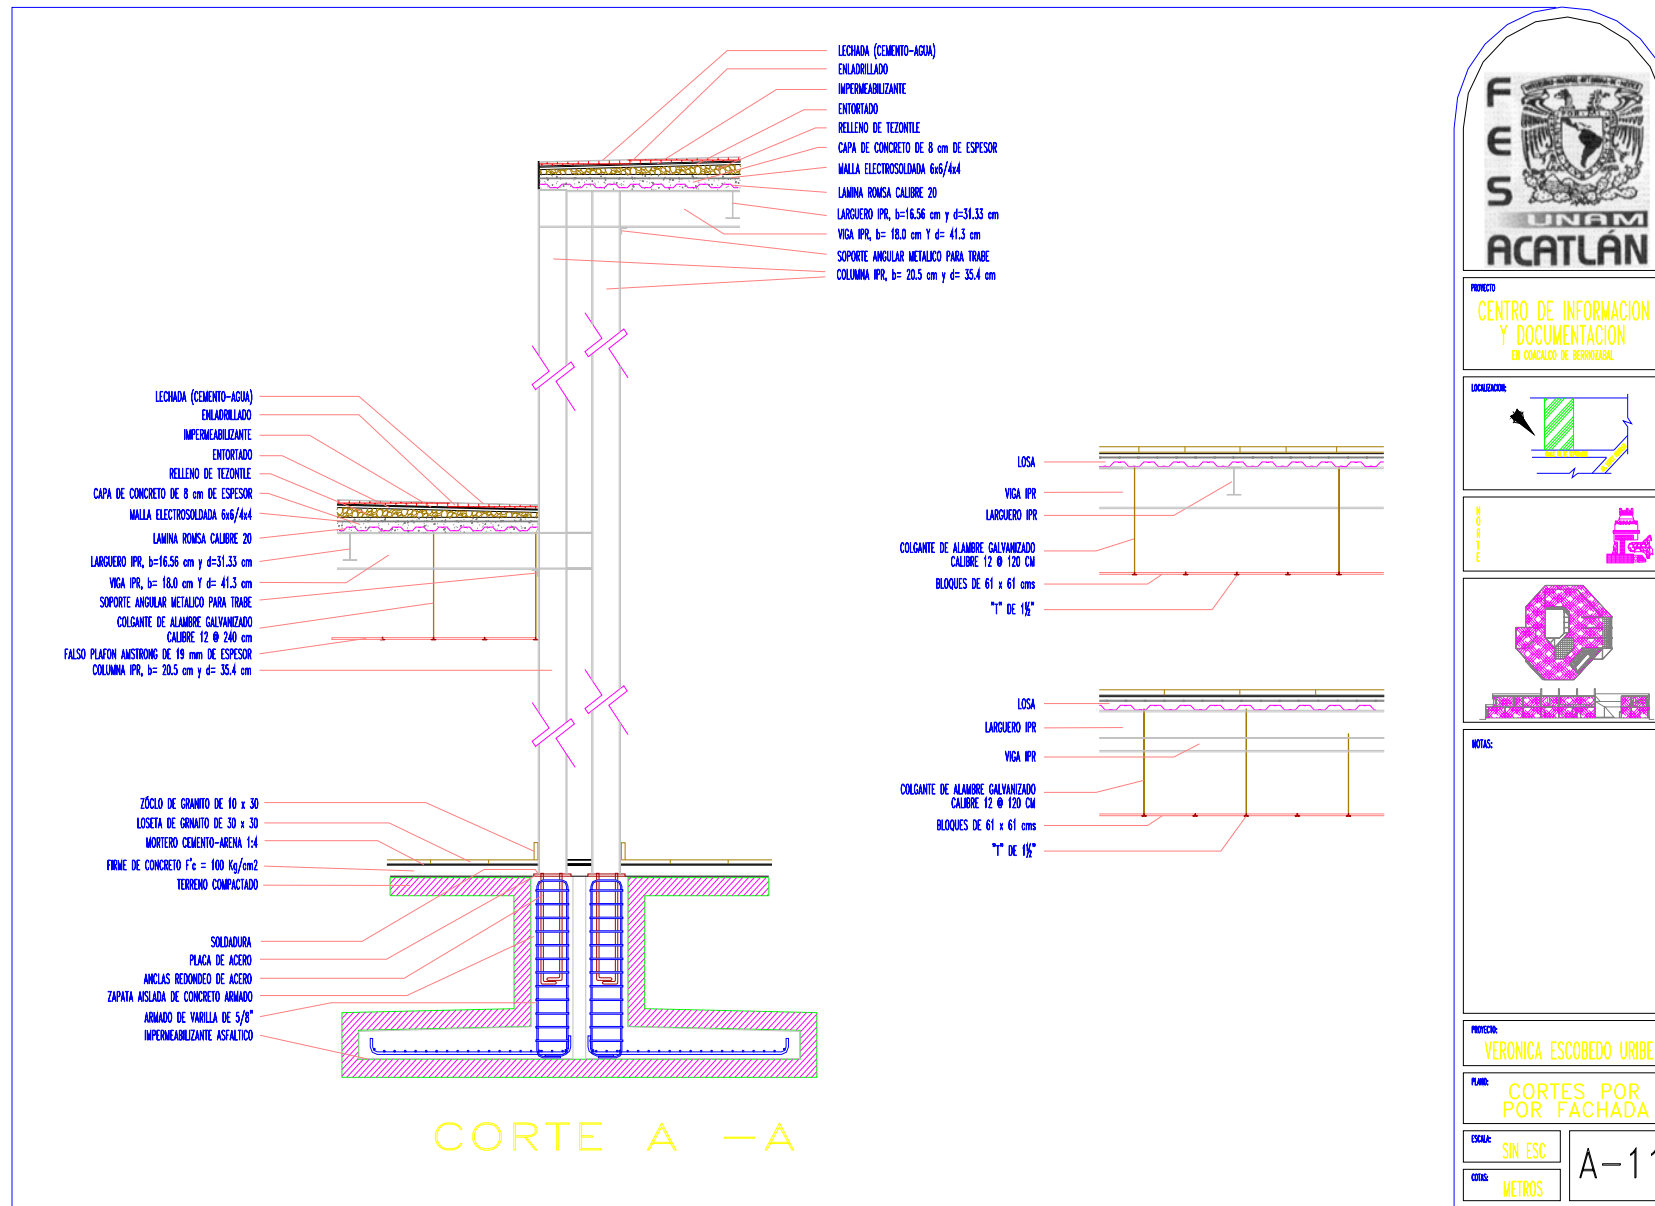 LECHADA (CEMENTO-AGUA)
ENLADRILLADO
IMPERMEABILIZANTE
ENTORTADO
RELLENO DE TEZONTLE
CAPA DE CONCRETO DE 8 cm DE ESPESOR
MALLA ELECTROSOLDADA 6x6/4x4
LAMINA ROMSA CALIBRE 20
LARGUERO IPR, b=16.56 cm y d=31.33 cm
VIGA IPR, b= 18.0 cm Y d= 41.3 cm
SOPORTE ANGULAR METALICO PARA TRABE
COLUMNA IPR, b= 20.5 cm y d= 35.4 cm
LECHADA (CEMENTO-AGUA)
ENLADRILLADO
IMPERMEABILIZANTE
ENTORTADO
RELLENO DE TEZONTLE
CAPA DE CONCRETO DE 8 cm DE ESPESOR
MALLA ELECTROSOLDADA 6x6/4x4
LAMINA ROMSA CALIBRE 20
LARGUERO IPR, b=16.56 cm y d=31.33 cm
VIGA IPR, b= 18.0 cm Y d= 41.3 cm
SOPORTE ANGULAR METALICO PARA TRABE
COLGANTE DE ALAMBRE GALVANIZADO
CALIBRE 12 @ 240 cm
FALSO PLAFON AMSTRONG DE 19 mm DE ESPESOR
COLUMNA IPR, b= 20.5 cm y d= 35.4 cm
ZÓCLO DE GRANITO DE 10 x 30
LOSETA DE GRNAITO DE 30 x 30
MORTERO CEMENTO-ARENA 1:4
FIRME DE CONCRETO F'c = 100 Kg/cm2
TERRENO COMPACTADO
SOLDADURA
PLACA DE ACERO
ANCLAS REDONDEO DE ACERO
ZAPATA AISLADA DE CONCRETO ARMADO
ARMADO DE VARILLA DE 5/8"
IMPERMEABILIZANTE ASFALTICO
CORTE A -A
LOSA
VIGA IPR
LARGUERO IPR
COLGANTE DE ALAMBRE GALVANIZADO
CALIBRE 12 @ 120 CM
BLOQUES DE 61 x 61 cms
"T" DE 1½"
LOSA
LARGUERO IPR
VIGA IPR
COLGANTE DE ALAMBRE GALVANIZADO
CALIBRE 12 @ 120 CM
BLOQUES DE 61 x 61 cms
"T" DE 1½"
FES
UNAM
ACATLÁN
PROYECTO
CENTRO DE INFORMACION
Y DOCUMENTACION
EN COACALCO DE BERRIOZABAL
LOCALIZACION:
NORTE
NOTAS:
PROYECTO:
VERONICA ESCOBEDO URIBE
PLANO:
CORTES POR
POR FACHADA
ESCALA:
SIN ESC
COTAS:
METROS
A-11